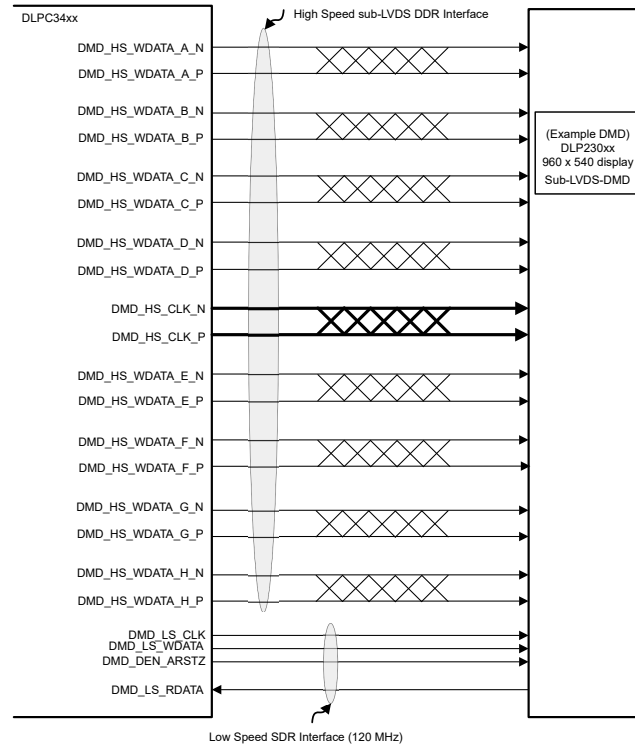 DLPC34xx
High Speed sub-LVDS DDR Interface
DMD_HS_WDATA_A_N
DMD_HS_WDATA_A_P
DMD_HS_WDATA_B_N
DMD_HS_WDATA_B_P
(Example DMD)
DLP230xx
960 x 540 display
Sub-LVDS-DMD
DMD_HS_WDATA_C_N
DMD_HS_WDATA_C_P
DMD_HS_WDATA_D_N
DMD_HS_WDATA_D_P
DMD_HS_CLK_N
DMD_HS_CLK_P
DMD_HS_WDATA_E_N
DMD_HS_WDATA_E_P
DMD_HS_WDATA_F_N
DMD_HS_WDATA_F_P
DMD_HS_WDATA_G_N
DMD_HS_WDATA_G_P
DMD_HS_WDATA_H_N
DMD_HS_WDATA_H_P
DMD_LS_CLK
DMD_LS_WDATA
DMD_DEN_ARSTZ
DMD_LS_RDATA
Low Speed SDR Interface (120 MHz)